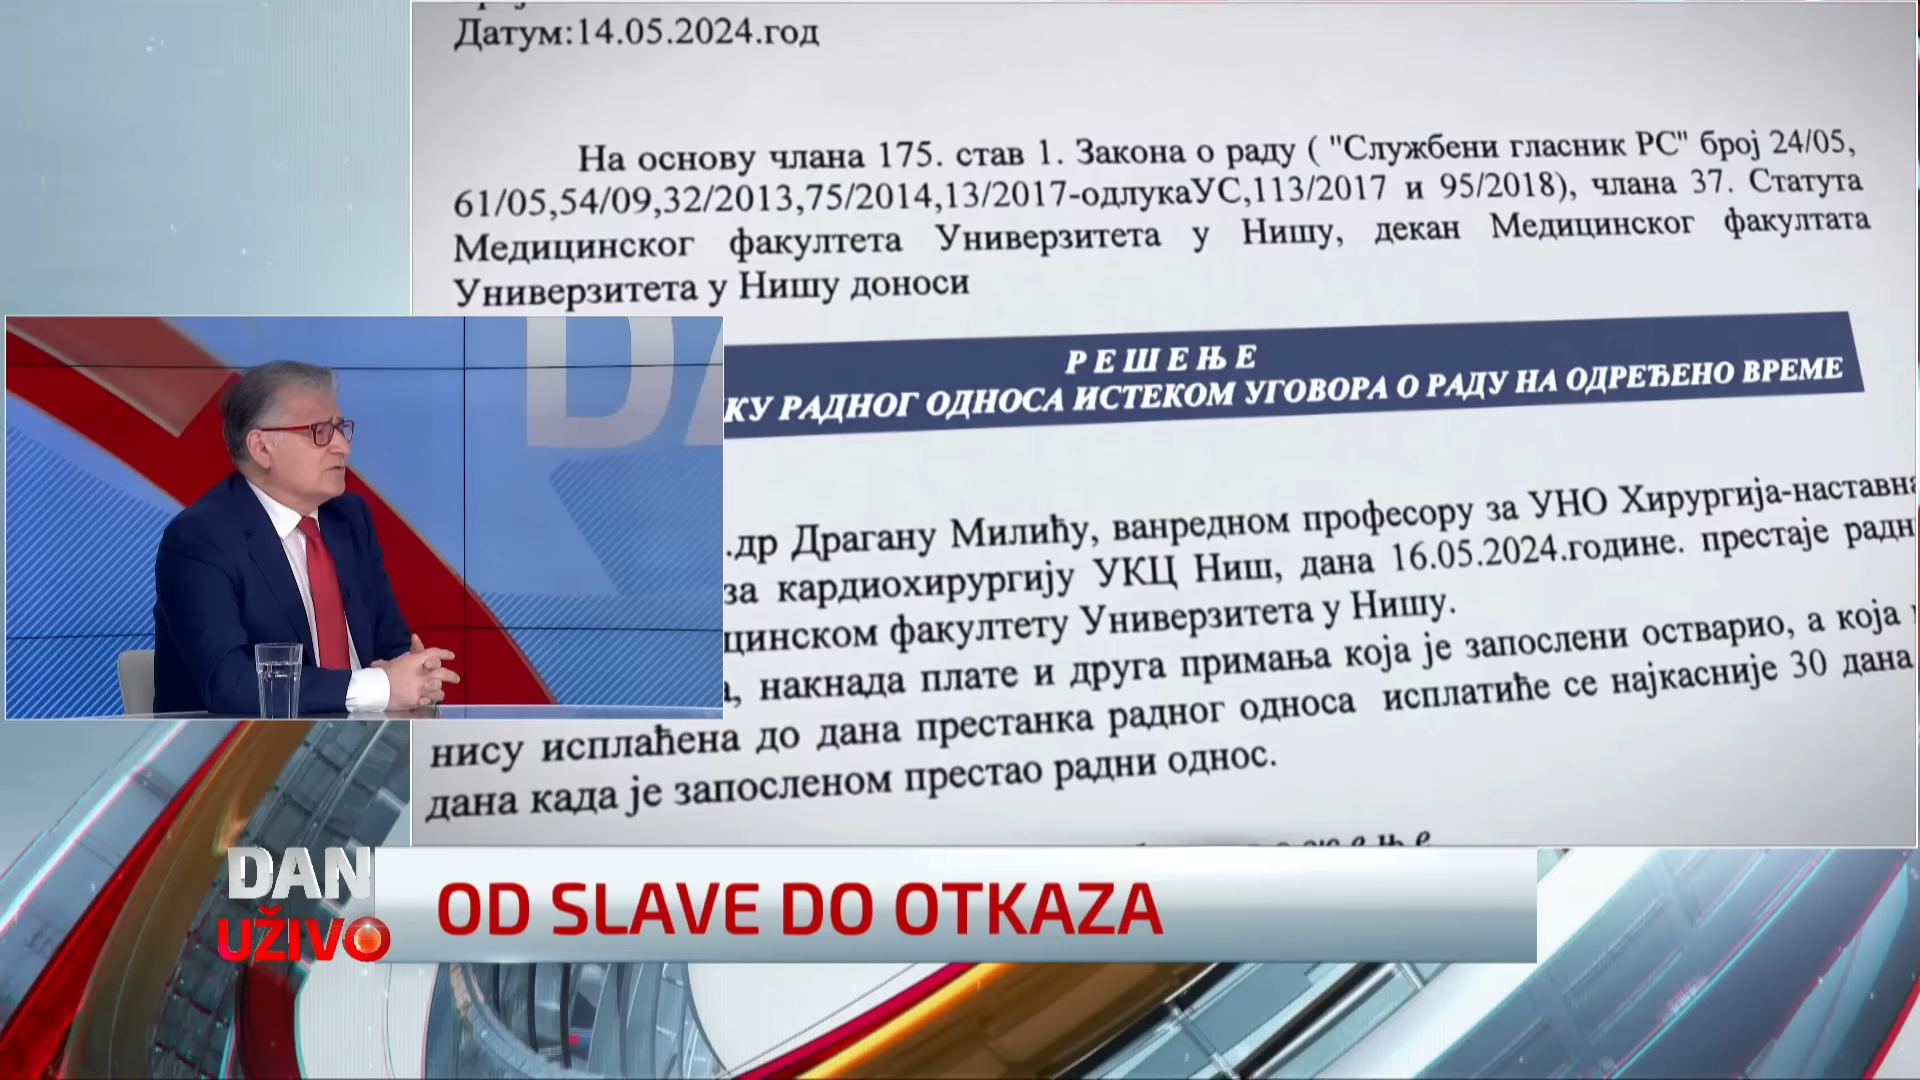 Датум:14.05.2024.год
На основу члана 175. став 1. Закона о раду ( "Службени гласник РС" број 24/05,
61/05,54/09,32/2013,75/2014,13/2017-одлукаУС,113/2017 и 95/2018), члана 37. Статута
Медицинског факултета Универзитета у Нишу, декан Медицинског факултата
Универзитета у Нишу доноси
Р Е Ш Е Њ Е
РАДНОГ ОДНОСА ИСТЕКОМ УГОВОРА О РАДУ НА ОДРЕЂЕНО ВРЕМЕ
.др Драгану Милићу, ванредном професору за УНО Хирургија-наставна
за кардиохирургију УКЦ Ниш, дана 16.05.2024.године. престаје радн
цинском факултету Универзитета у Нишу.
, накнада плате и друга примања која је запослени остварио, а која
нису исплаћена до дана престанка радног односа исплатиће се најкасније 30 дана
дана када је запосленом престао радни однос.
DAN
UŽIVO
OD SLAVE DO OTKAZA